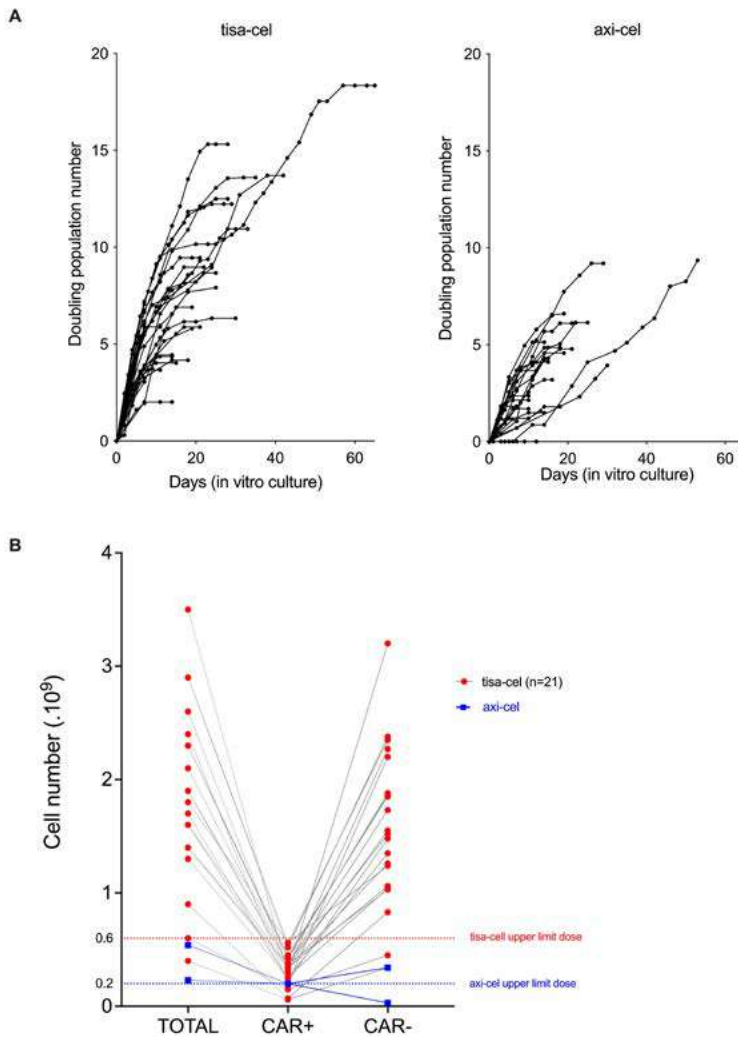 A
tisa-cel
axi-cel
20
15
10
5
0
Doubling population number
0 20 40 60
Days (in vitro culture)
20
15
10
5
0
Doubling population number
0 20 40 60
Days (in vitro culture)
B
4
3
2
1
0.6
0.2
0
Cell number (.10⁹)
TOTAL CAR+ CAR-
tisa-cel (n=21)
axi-cel
tisa-cell upper limit dose
axi-cel upper limit dose